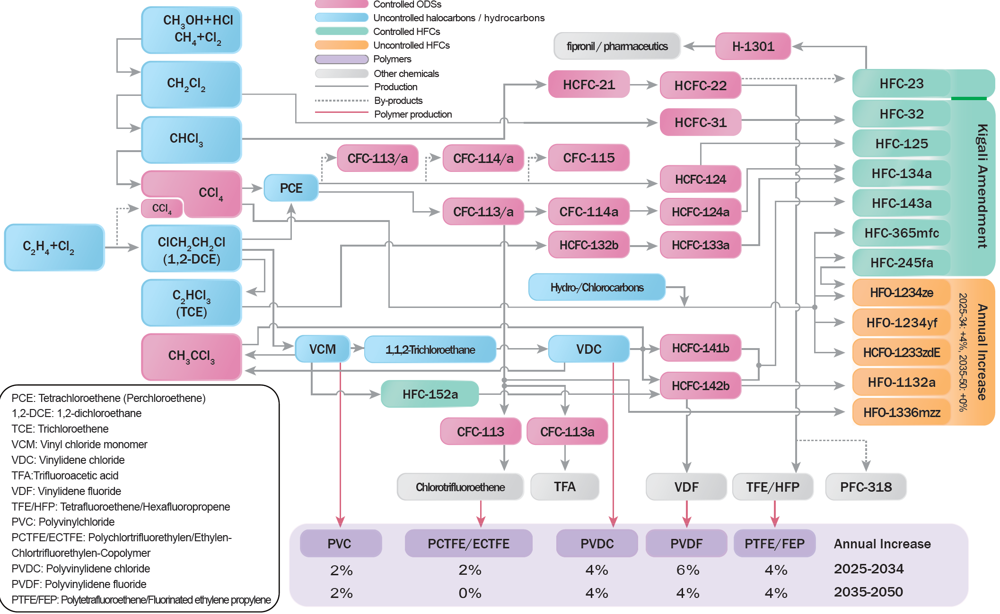 Controlled ODSs
Uncontrolled halocarbons / hydrocarbons
Controlled HFCs
Uncontrolled HFCs
Polymers
Other chemicals
Production
By-products
Polymer production
CH₃OH+HCl
CH₄+Cl₂
CH₂Cl₂
CHCl₃
CCl₄
CCl₄
C₂H₄+Cl₂
ClCH₂CH₂Cl
(1,2-DCE)
C₂HCl₃
(TCE)
CH₃CCl₃
PCE
fipronil / pharmaceutics
H-1301
HCFC-21
HCFC-22
HCFC-31
CFC-113/a
CFC-114/a
CFC-115
HCFC-124
CFC-113/a
CFC-114a
HCFC-124a
HCFC-132b
HCFC-133a
Hydro-/Chlorocarbons
VCM
1,1,2-Trichloroethane
VDC
HCFC-141b
HFC-152a
HCFC-142b
CFC-113
CFC-113a
Chlorotrifluoroethene
TFA
VDF
TFE/HFP
PFC-318
HFC-23
HFC-32
HFC-125
HFC-134a
HFC-143a
HFC-365mfc
HFC-245fa
Kigali Amendment
HFO-1234ze
HFO-1234yf
HCFO-1233zdE
HFO-1132a
HFO-1336mzz
2025-34: +4%, 2035-50: +0%
Annual Increase
PCE: Tetrachloroethene (Perchloroethene)
1,2-DCE: 1,2-dichloroethane
TCE: Trichloroethene
VCM: Vinyl chloride monomer
VDC: Vinylidene chloride
TFA:Trifluoroacetic acid
VDF: Vinylidene fluoride
TFE/HFP: Tetrafluoroethene/Hexafluoropropene
PVC: Polyvinylchloride
PCTFE/ECTFE: Polychlortrifluorethylen/Ethylen-
Chlortrifluorethylen-Copolymer
PVDC: Polyvinylidene chloride
PVDF: Polyvinylidene fluoride
PTFE/FEP: Polytetrafluoroethene/Fluorinated ethylene propylene
PVC PCTFE/ECTFE PVDC PVDF PTFE/FEP Annual Increase
2% 2% 4% 6% 4% 2025-2034
2% 0% 4% 4% 4% 2035-2050